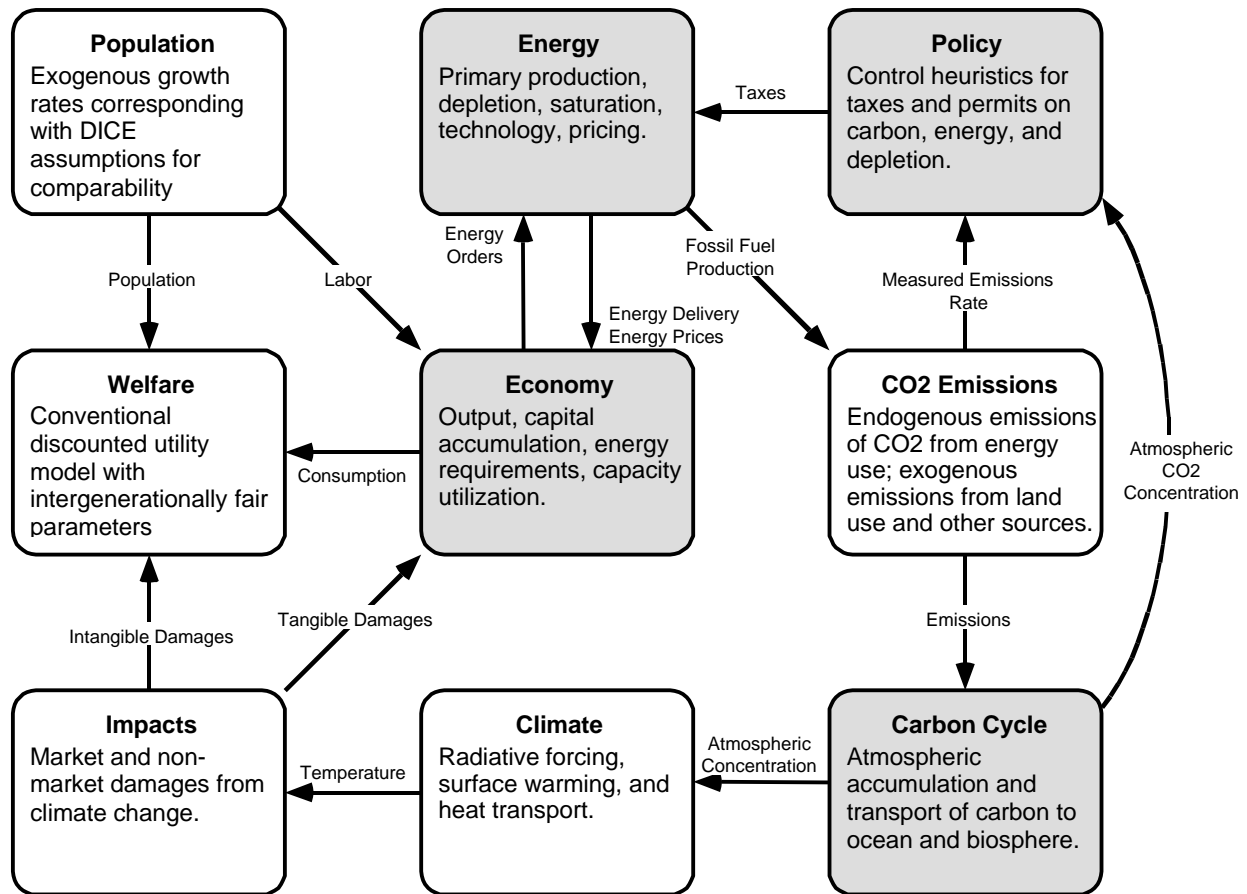 Population
Exogenous growth
rates corresponding
with DICE
assumptions for
comparability
Energy
Primary production,
depletion, saturation,
technology, pricing.
Taxes
Policy
Control heuristics for
taxes and permits on
carbon, energy, and
depletion.
Population
Labor
Energy
Orders
Energy Delivery
Energy Prices
Fossil Fuel
Production
Measured Emissions
Rate
Welfare
Conventional
discounted utility
model with
intergenerationally fair
parameters
Consumption
Economy
Output, capital
accumulation, energy
requirements, capacity
utilization.
CO2 Emissions
Endogenous emissions
of CO2 from energy
use; exogenous
emissions from land
use and other sources.
Atmospheric
CO2
Concentration
Intangible Damages
Tangible Damages
Emissions
Impacts
Market and non-
market damages from
climate change.
Temperature
Climate
Radiative forcing,
surface warming, and
heat transport.
Atmospheric
Concentration
Carbon Cycle
Atmospheric
accumulation and
transport of carbon to
ocean and biosphere.